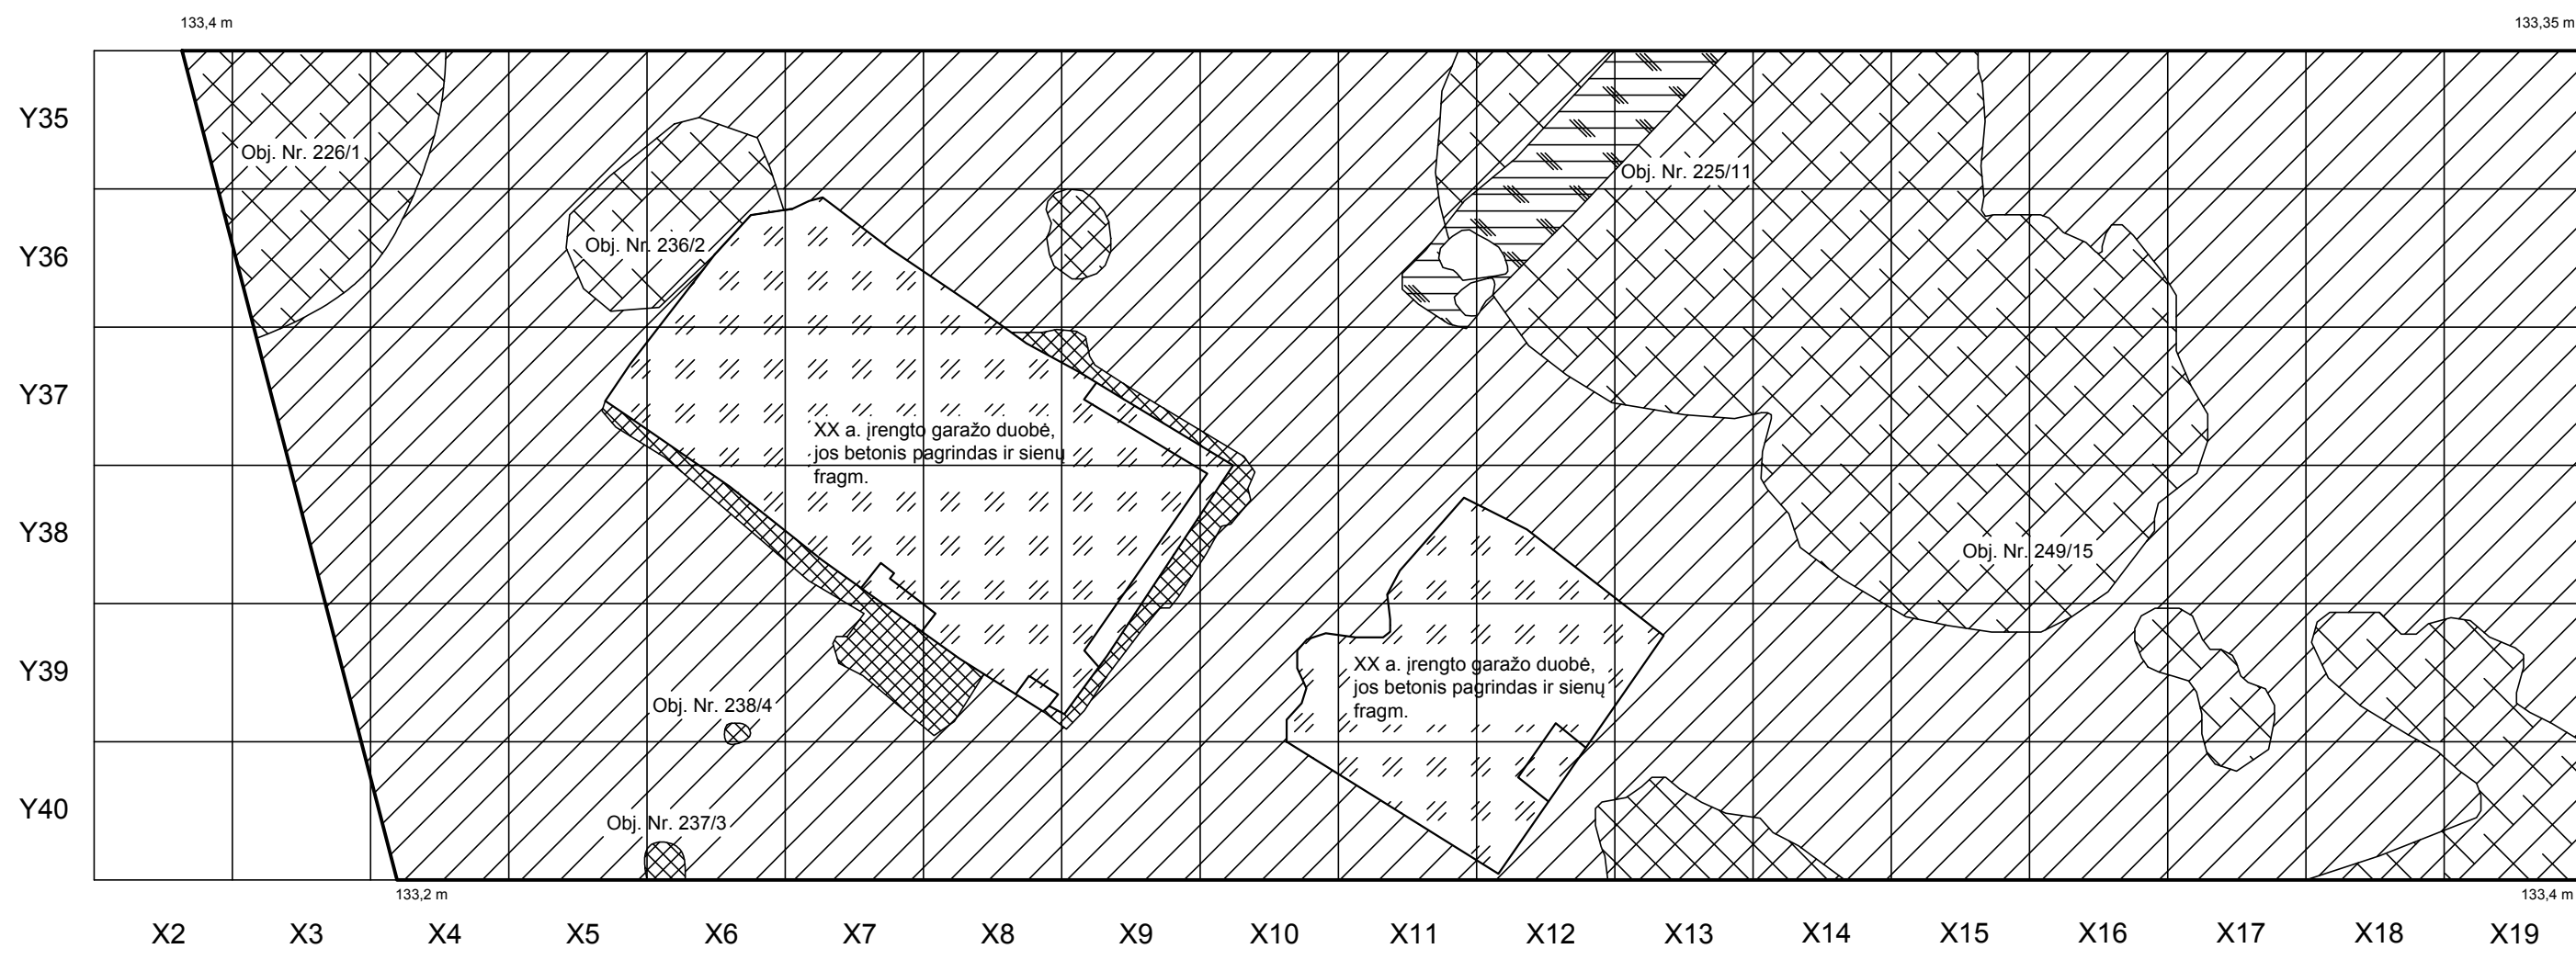 133,4 m
133,35 m
Y35
Obj. Nr. 226/1
Obj. Nr. 225/11
Obj. Nr. 236/2
Y36
Y37
XX a. įrengto garažo duobė,
jos betonis pagrindas ir sienų
fragm.
Y38
Obj. Nr. 249/15
Y39
XX a. įrengto garažo duobė,
jos betonis pagrindas ir sienų
fragm.
Obj. Nr. 238/4
Y40
Obj. Nr. 237/3
133,2 m
133,4 m
X2 X3 X4 X5 X6 X7 X8 X9 X10 X11 X12 X13 X14 X15 X16 X17 X18 X19